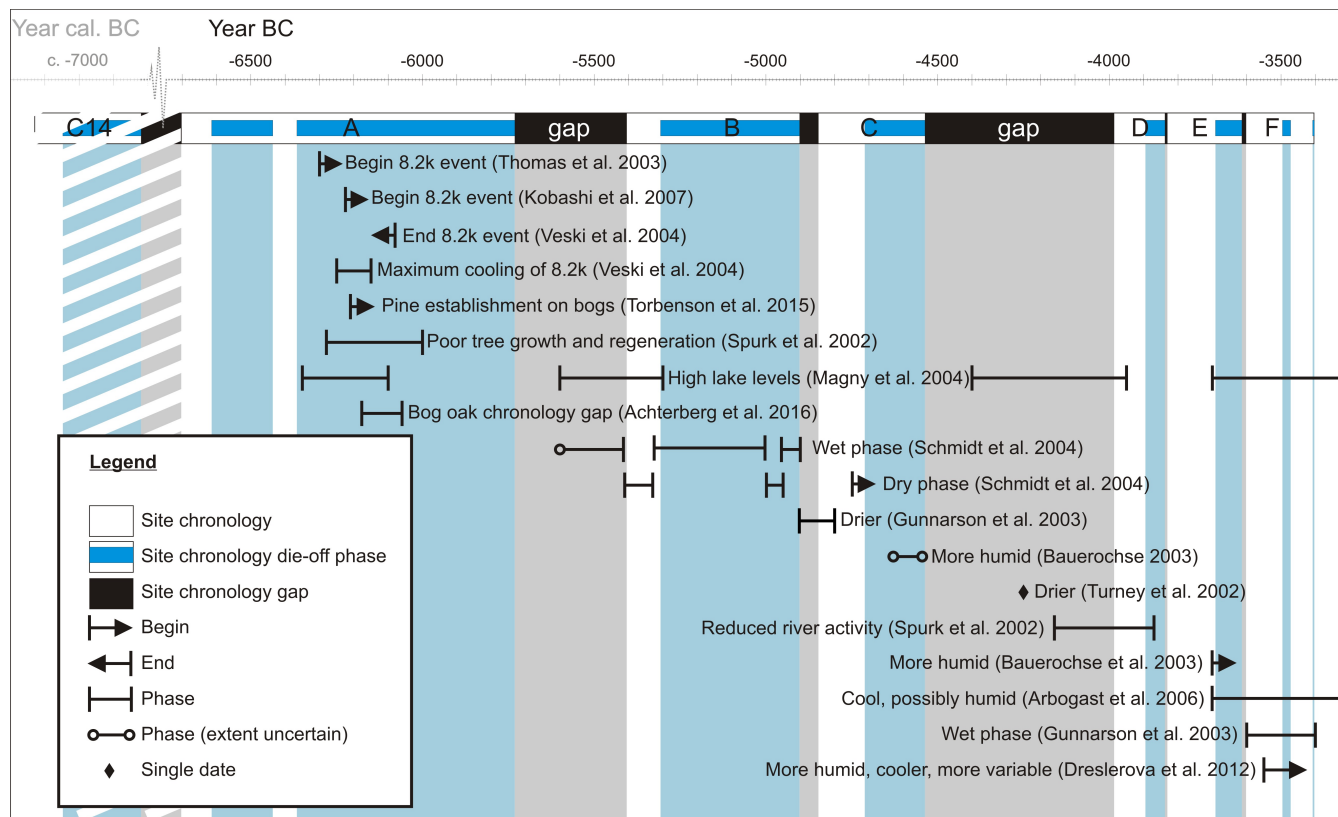 Year cal. BC Year BC
c. -7000 -6500 -6000 -5500 -5000 -4500 -4000 -3500
C14 A gap B C gap D E F
Begin 8.2k event (Thomas et al. 2003)
Begin 8.2k event (Kobashi et al. 2007)
End 8.2k event (Veski et al. 2004)
Maximum cooling of 8.2k (Veski et al. 2004)
Pine establishment on bogs (Torbenson et al. 2015)
Poor tree growth and regeneration (Spurk et al. 2002)
High lake levels (Magny et al. 2004)
Bog oak chronology gap (Achterberg et al. 2016)
Wet phase (Schmidt et al. 2004)
Dry phase (Schmidt et al. 2004)
Drier (Gunnarson et al. 2003)
More humid (Bauerochse 2003)
Drier (Turney et al. 2002)
Reduced river activity (Spurk et al. 2002)
More humid (Bauerochse et al. 2003)
Cool, possibly humid (Arbogast et al. 2006)
Wet phase (Gunnarson et al. 2003)
More humid, cooler, more variable (Dreslerova et al. 2012)
Legend
Site chronology
Site chronology die-off phase
Site chronology gap
Begin
End
Phase
Phase (extent uncertain)
Single date